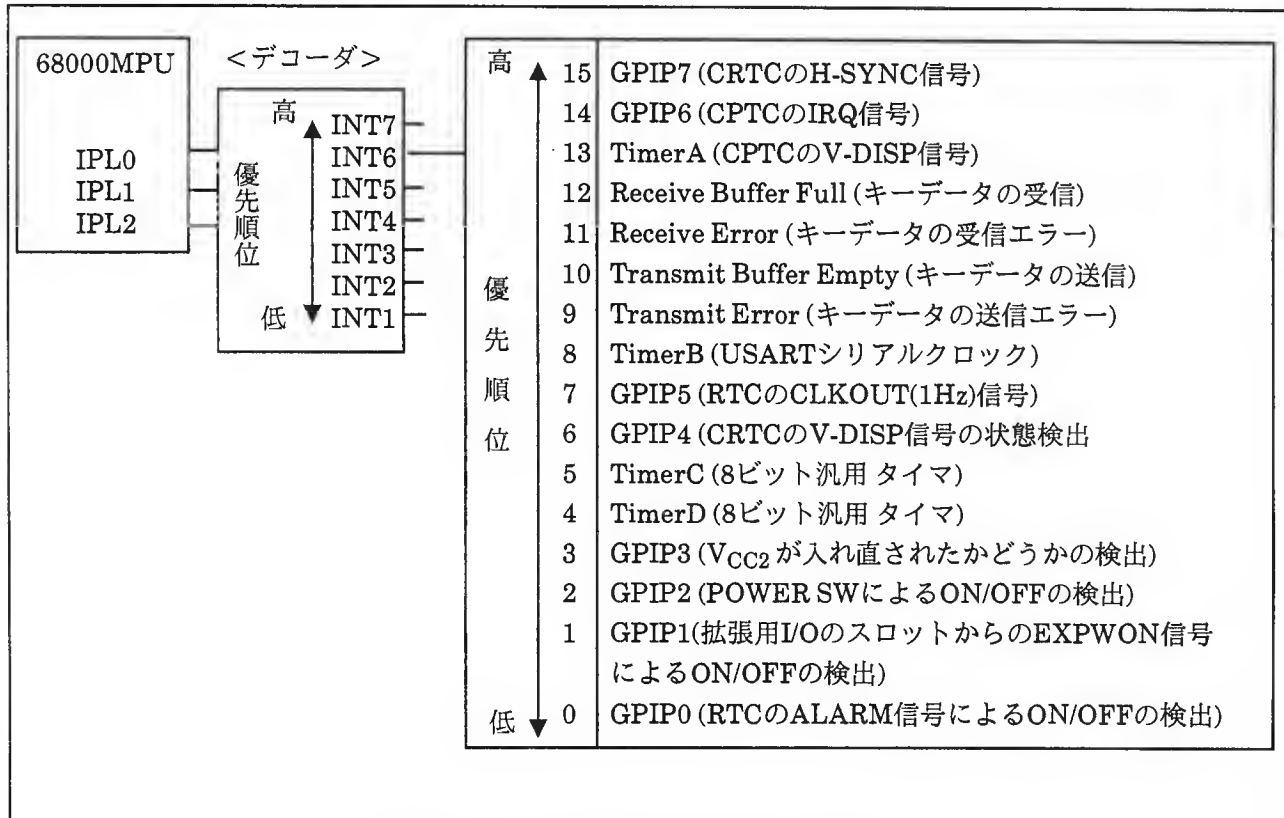 68000MPU
IPL0
IPL1
IPL2
<デコーダ>
高
優先順位
低
INT7
INT6
INT5
INT4
INT3
INT2
INT1
高
優先順位
低
15 GPIP7 (CRTCのH-SYNC信号)
14 GPIP6 (CPTCのIRQ信号)
13 TimerA (CPTCのV-DISP信号)
12 Receive Buffer Full (キーデータの受信)
11 Receive Error (キーデータの受信エラー)
10 Transmit Buffer Empty (キーデータの送信)
9 Transmit Error (キーデータの送信エラー)
8 TimerB (USARTシリアルクロック)
7 GPIP5 (RTCのCLKOUT(1Hz)信号)
6 GPIP4 (CRTCのV-DISP信号の状態検出
5 TimerC (8ビット汎用 タイマ)
4 TimerD (8ビット汎用 タイマ)
3 GPIP3 (VCC2が入れ直されたかどうかの検出)
2 GPIP2 (POWER SWによるON/OFFの検出)
1 GPIP1(拡張用I/OのスロットからのEXPWON信号
によるON/OFFの検出)
0 GPIP0 (RTCのALARM信号によるON/OFFの検出)